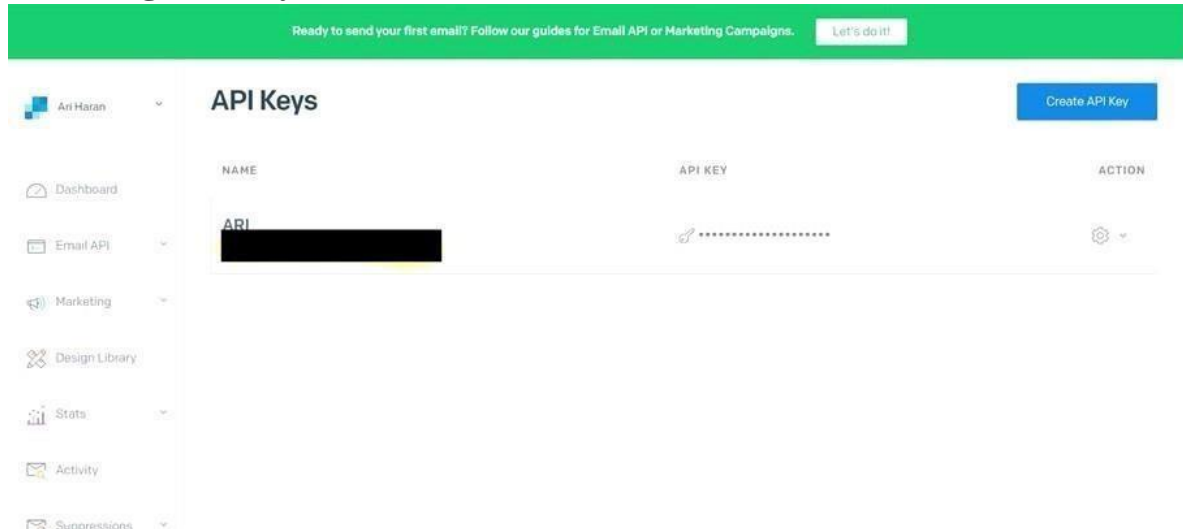 Ready to send your first email? Follow our guides for Email API or Marketing Campaigns. Let's do it!
Ari Haran
API Keys
Create API Key
NAME API KEY ACTION
Dashboard
ARI
Email API
Marketing
Design Library
Stats
Activity
Suppressions